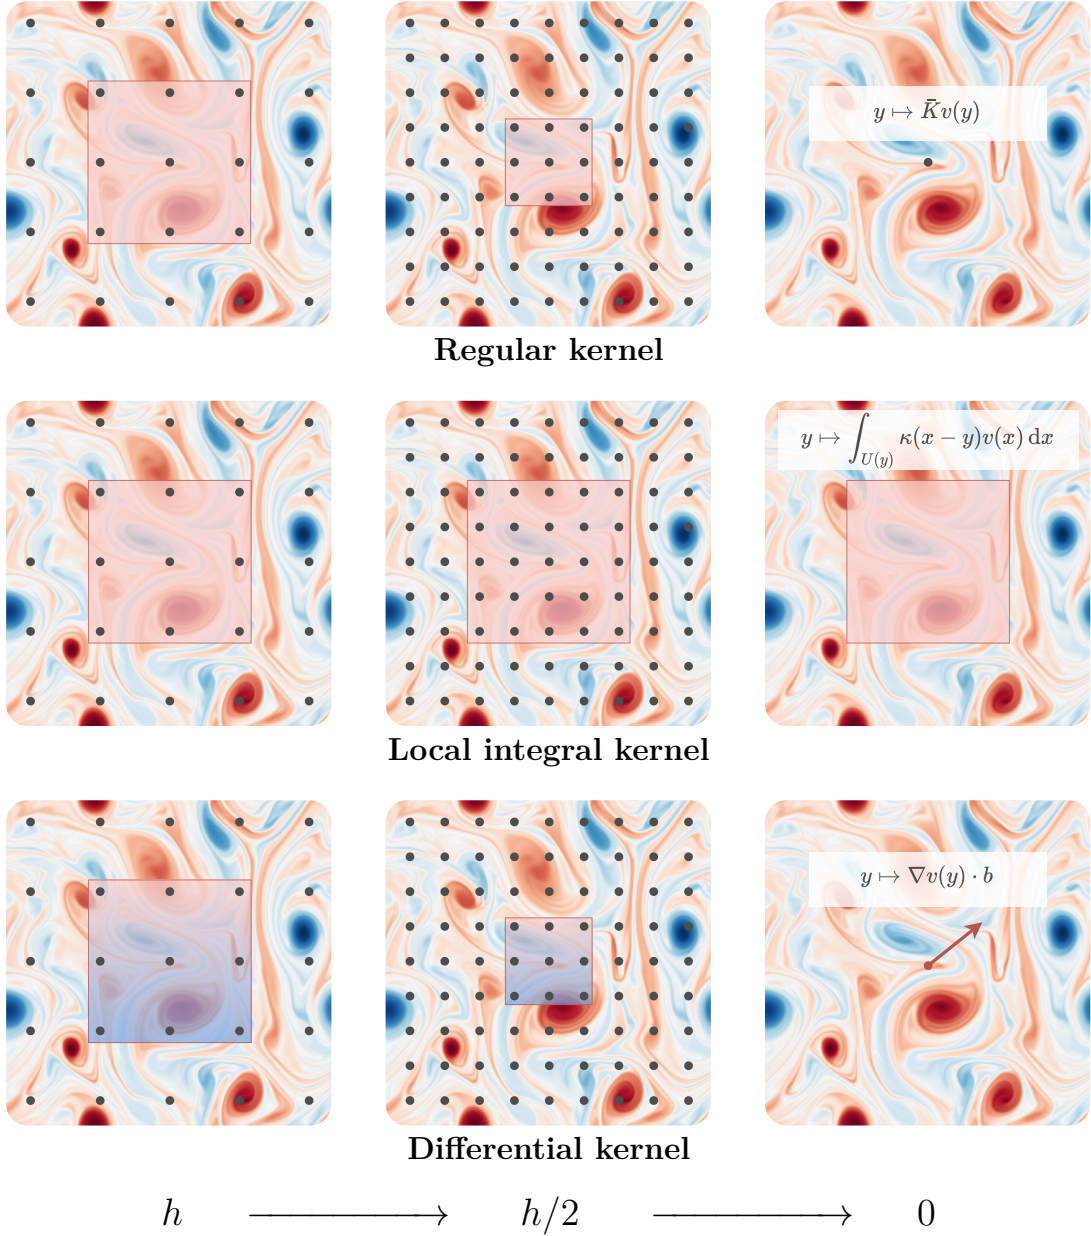 y ↦ K̄v(y)
Regular kernel
y ↦ ∫_{U(y)} κ(x − y)v(x) dx
Local integral kernel
y ↦ ∇v(y) · b
Differential kernel
h ⟶ h/2 ⟶ 0